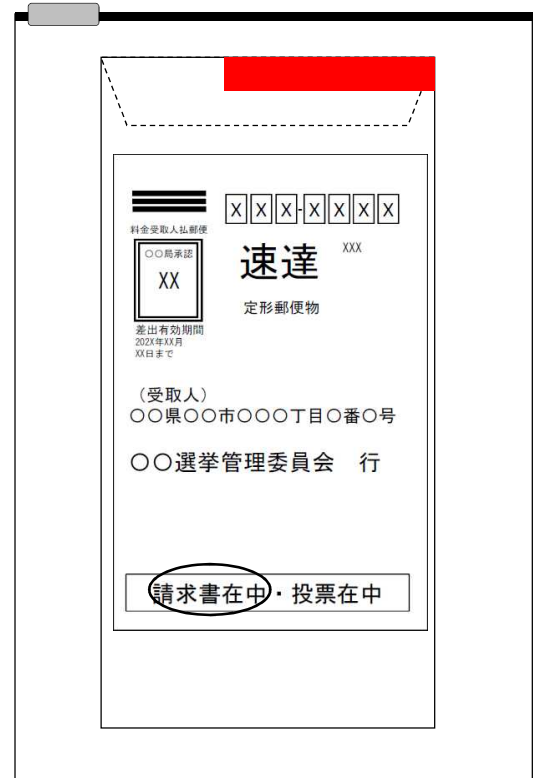 XXX-XXXX
料金受取人払郵便
〇〇局承認
XX
速達
XXX
定形郵便物
差出有効期間
202X年XX月
XX日まで
（受取人）
〇〇県〇〇市〇〇〇丁目〇番〇号
〇〇選挙管理委員会　行
請求書在中・投票在中